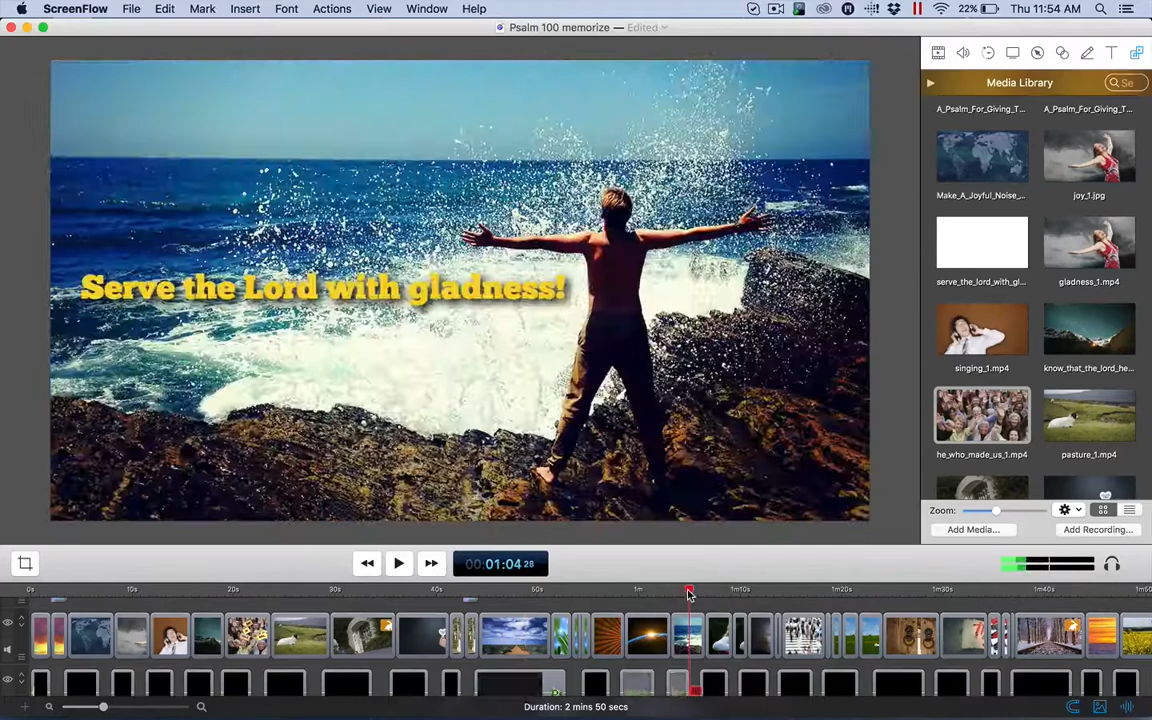 ScreenFlow File Edit Mark Insert Font Actions View Window Help 22% Thu 11:54 AM
Psalm 100 memorize — Edited
Media Library
Se
A_Psalm_For_Giving_T... A_Psalm_For_Giving_T...
Make_A_Joyful_Noise_... joy_1.jpg
serve_the_lord_with_gl... gladness_1.mp4
singing_1.mp4 know_that_the_lord_he...
he_who_made_us_1.mp4 pasture_1.mp4
Serve the Lord with gladness!
Zoom:
Add Media... Add Recording...
00:01:04 28
0s 10s 20s 30s 40s 50s 1m 1m10s 1m20s 1m30s 1m40s
Duration: 2 mins 50 secs